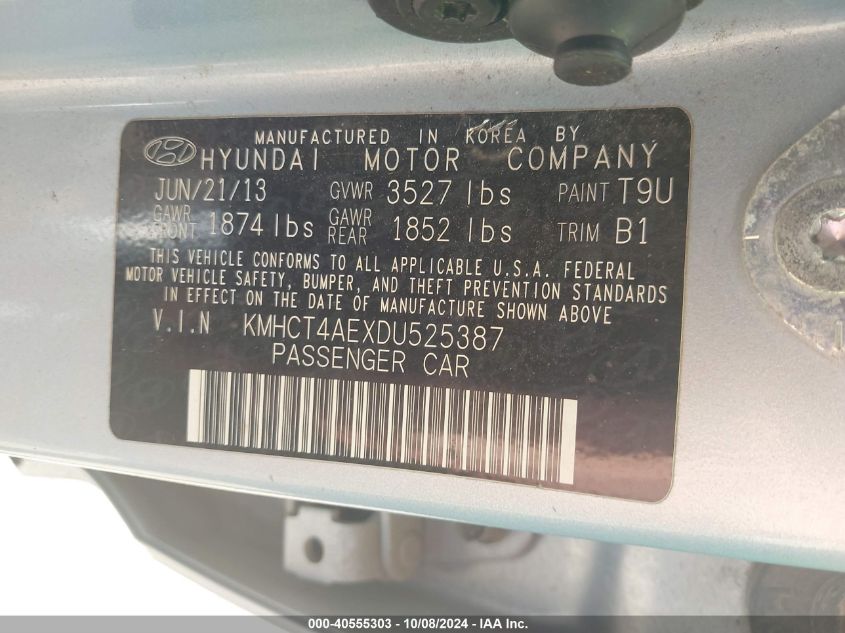 MANUFACTURED IN KOREA BY
HYUNDAI MOTOR COMPANY
JUN/21/13 GVWR 3527 lbs PAINT T9U
GAWR FRONT 1874 lbs GAWR REAR 1852 lbs TRIM B1
THIS VEHICLE CONFORMS TO ALL APPLICABLE U.S.A. FEDERAL
MOTOR VEHICLE SAFETY, BUMPER, AND THEFT PREVENTION STANDARDS
IN EFFECT ON THE DATE OF MANUFACTURE SHOWN ABOVE
V.I.N KMHCT4AEXDU525387
PASSENGER CAR
000-40555303 - 10/08/2024 - IAA Inc.